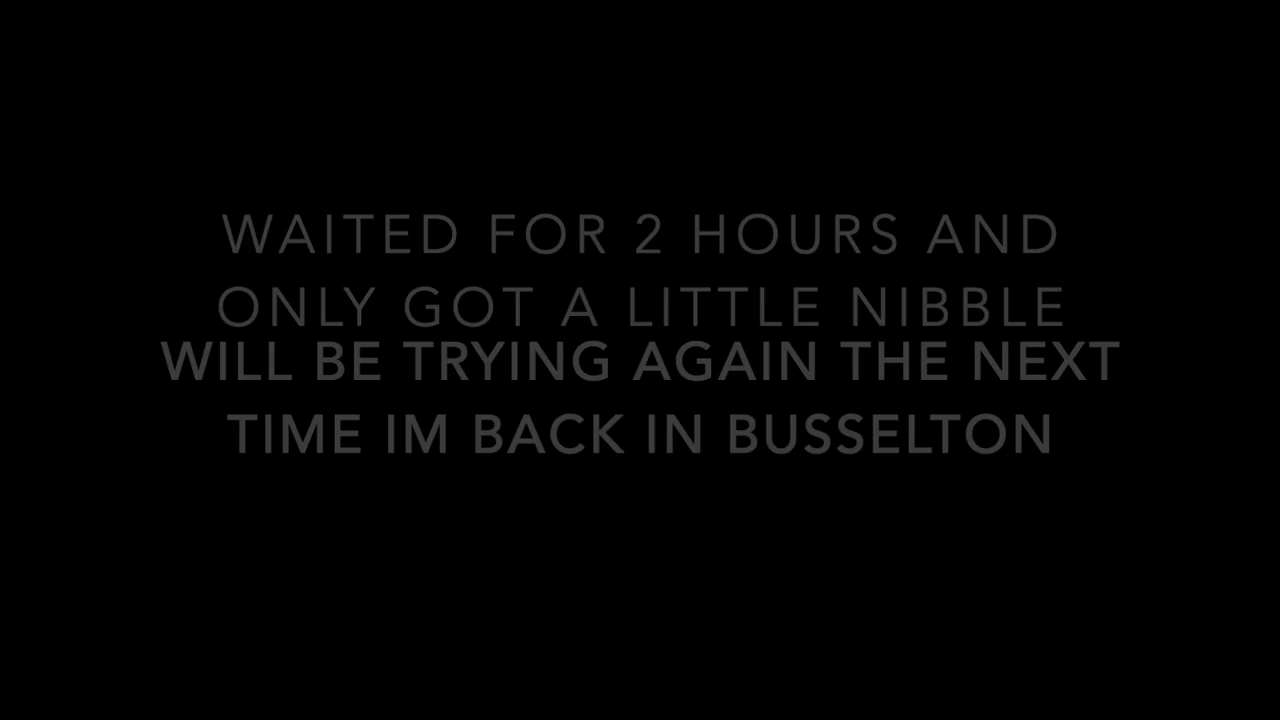 WAITED FOR 2 HOURS AND
ONLY GOT A LITTLE NIBBLE
WILL BE TRYING AGAIN THE NEXT
TIME IM BACK IN BUSSELTON